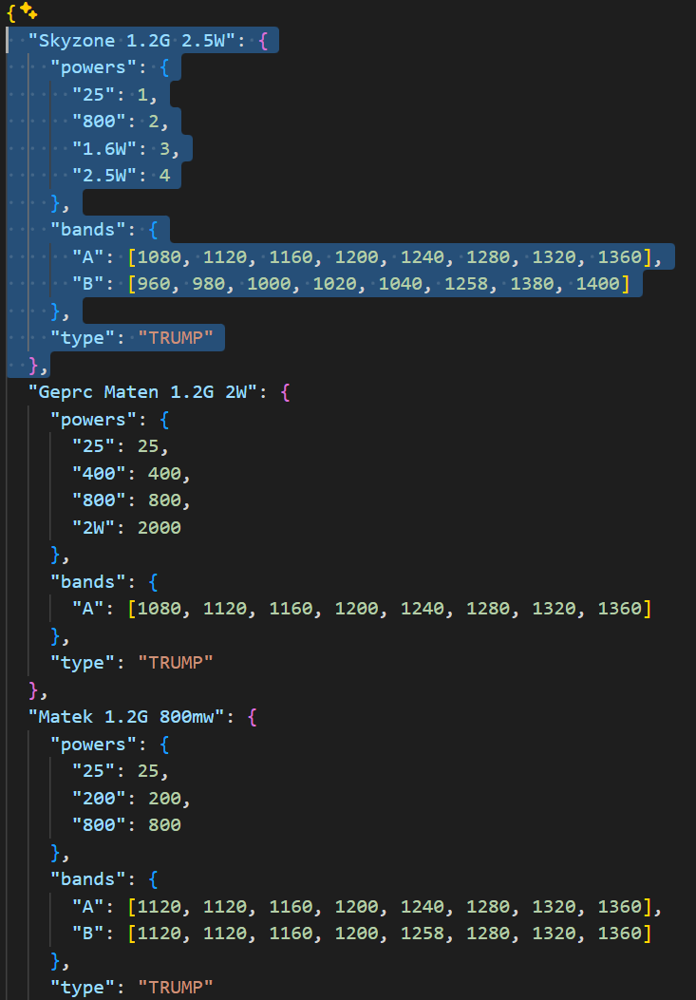 {
"Skyzone 1.2G 2.5W": {
"powers": {
"25": 1,
"800": 2,
"1.6W": 3,
"2.5W": 4
},
"bands": {
"A": [1080, 1120, 1160, 1200, 1240, 1280, 1320, 1360],
"B": [960, 980, 1000, 1020, 1040, 1258, 1380, 1400]
},
"type": "TRUMP"
},
"Geprc Maten 1.2G 2W": {
"powers": {
"25": 25,
"400": 400,
"800": 800,
"2W": 2000
},
"bands": {
"A": [1080, 1120, 1160, 1200, 1240, 1280, 1320, 1360]
},
"type": "TRUMP"
},
"Matek 1.2G 800mw": {
"powers": {
"25": 25,
"200": 200,
"800": 800
},
"bands": {
"A": [1120, 1120, 1160, 1200, 1240, 1280, 1320, 1360],
"B": [1120, 1120, 1160, 1200, 1258, 1280, 1320, 1360]
},
"type": "TRUMP"